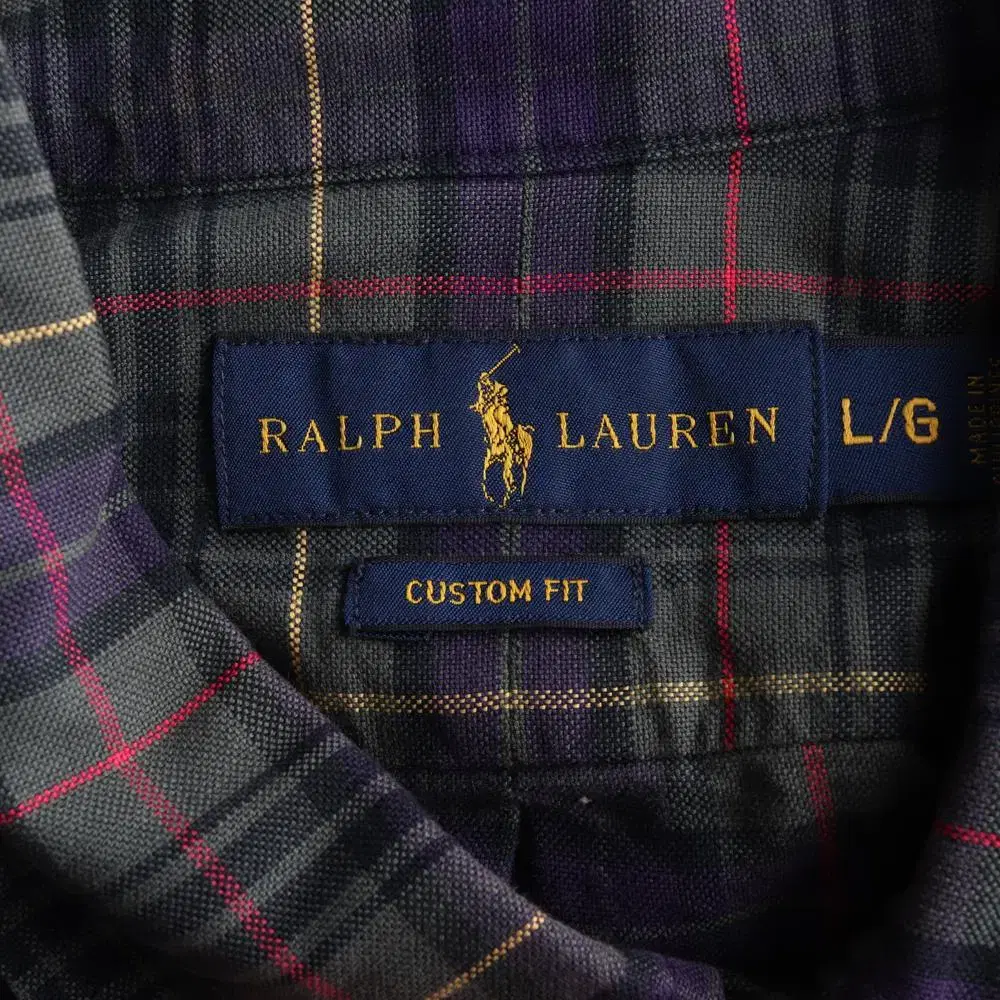 RALPH LAUREN
L/G
MADE IN
CUSTOM FIT